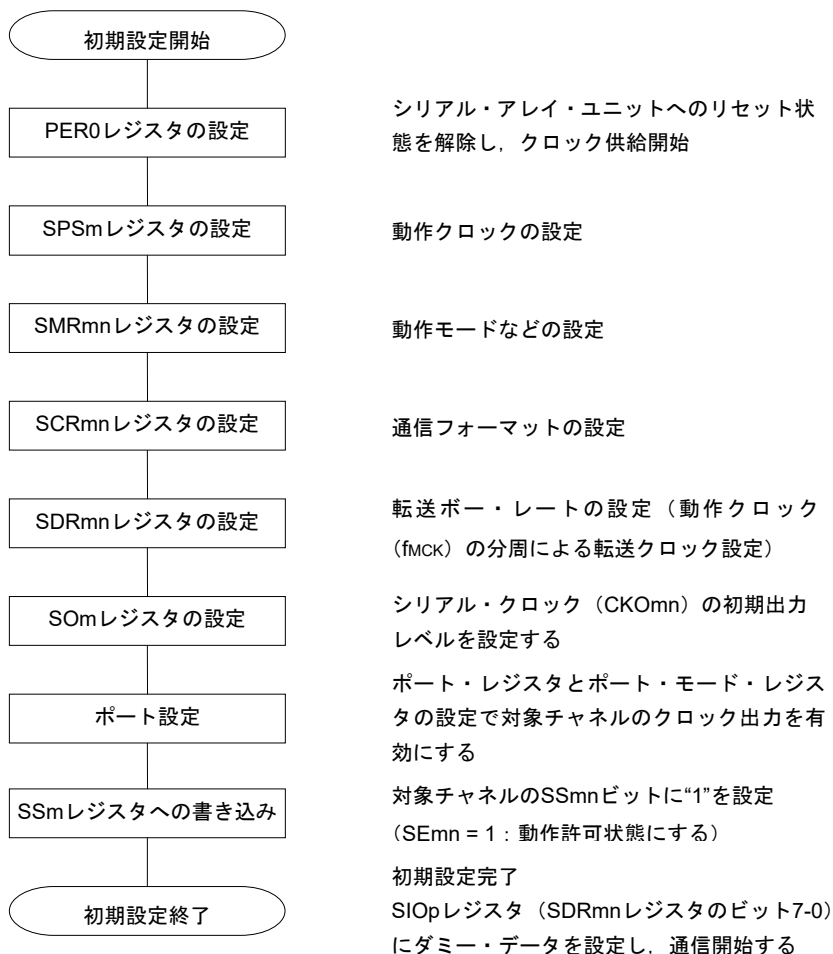 初期設定開始
PER0レジスタの設定
シリアル・アレイ・ユニットへのリセット状
態を解除し，クロック供給開始
SPSmレジスタの設定
動作クロックの設定
SMRmnレジスタの設定
動作モードなどの設定
SCRmnレジスタの設定
通信フォーマットの設定
SDRmnレジスタの設定
転送ボー・レートの設定（動作クロック
（fMCK）の分周による転送クロック設定）
SOmレジスタの設定
シリアル・クロック（CKOmn）の初期出力
レベルを設定する
ポート設定
ポート・レジスタとポート・モード・レジス
タの設定で対象チャネルのクロック出力を有
効にする
SSmレジスタへの書き込み
対象チャネルのSSmnビットに“1”を設定
（SEmn = 1：動作許可状態にする）
初期設定終了
初期設定完了
SIOpレジスタ（SDRmnレジスタのビット7-0）
にダミー・データを設定し，通信開始する